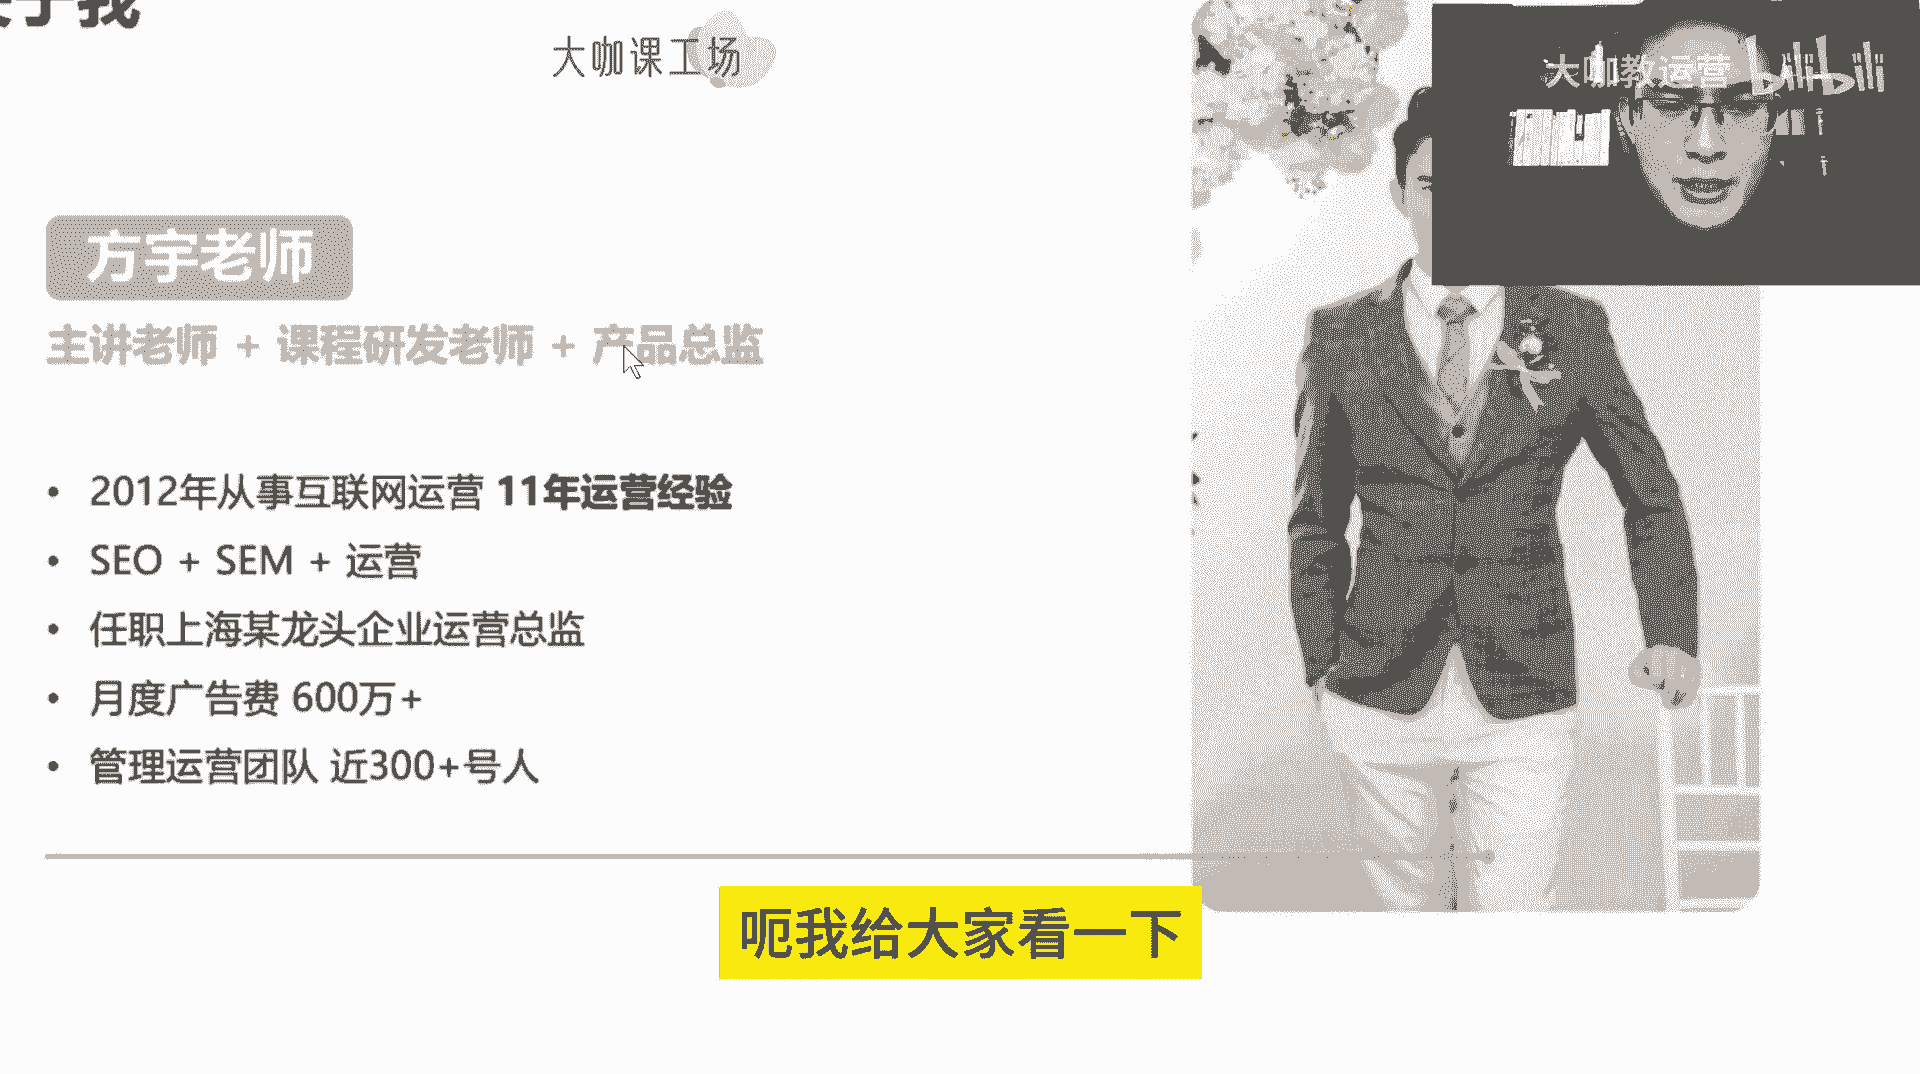 关于我
大咖课工场
大咖教运营 bilibili
方宇老师
主讲老师 + 课程研发老师 + 产品总监
• 2012年从事互联网运营 11年运营经验
• SEO + SEM + 运营
• 任职上海某龙头企业运营总监
• 月度广告费 600万+
• 管理运营团队 近300+号人
呃我给大家看一下